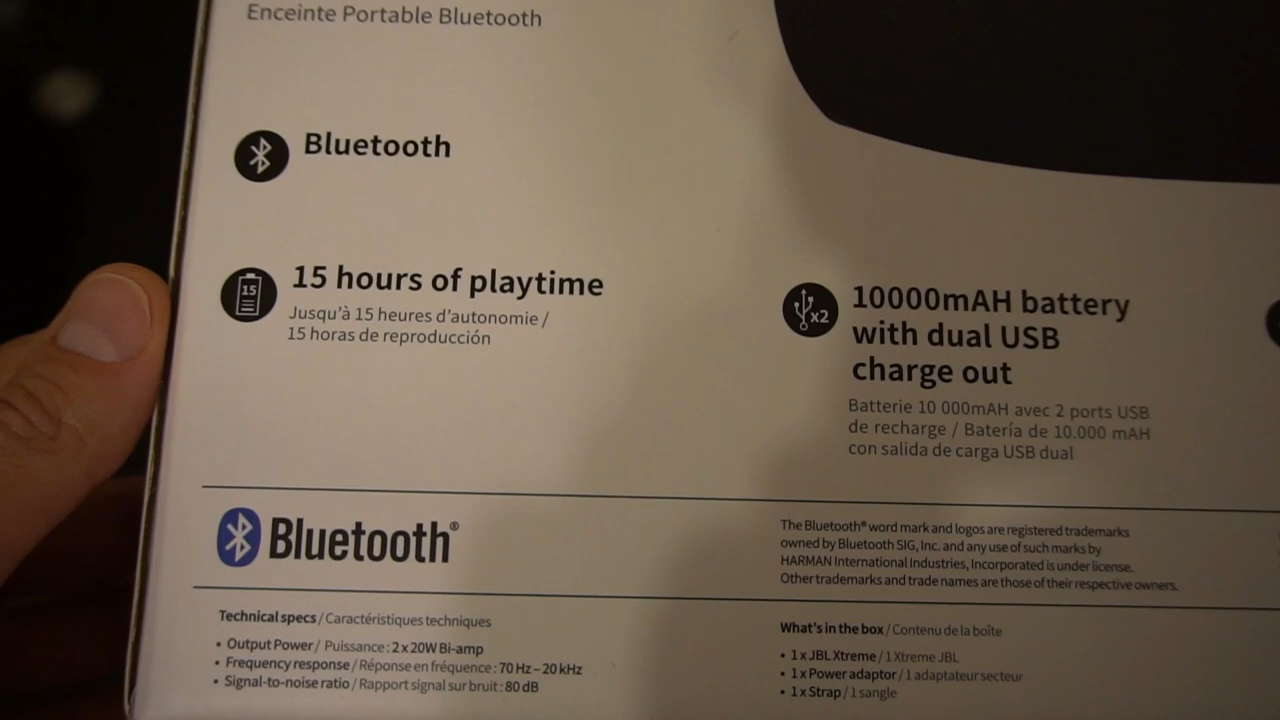 Enceinte Portable Bluetooth
Bluetooth
15
15 hours of playtime
Jusqu'à 15 heures d'autonomie /
15 horas de reproducción
x2
10000mAH battery
with dual USB
charge out
Batterie 10 000mAH avec 2 ports USB
de recharge / Batería de 10.000 mAH
con salida de carga USB dual
Bluetooth®
The Bluetooth® word mark and logos are registered trademarks
owned by Bluetooth SIG, Inc. and any use of such marks by
HARMAN International Industries, Incorporated is under license.
Other trademarks and trade names are those of their respective owners.
Technical specs / Caractéristiques techniques
• Output Power / Puissance : 2 x 20W Bi-amp
• Frequency response / Réponse en fréquence : 70 Hz – 20 kHz
• Signal-to-noise ratio / Rapport signal sur bruit : 80 dB
What's in the box / Contenu de la boîte
• 1 x JBL Xtreme / 1 Xtreme JBL
• 1 x Power adaptor / 1 adaptateur secteur
• 1 x Strap / 1 sangle